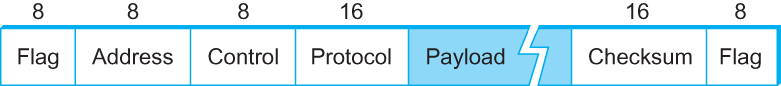 8 8 8 16 16 8
Flag Address Control Protocol Payload Checksum Flag